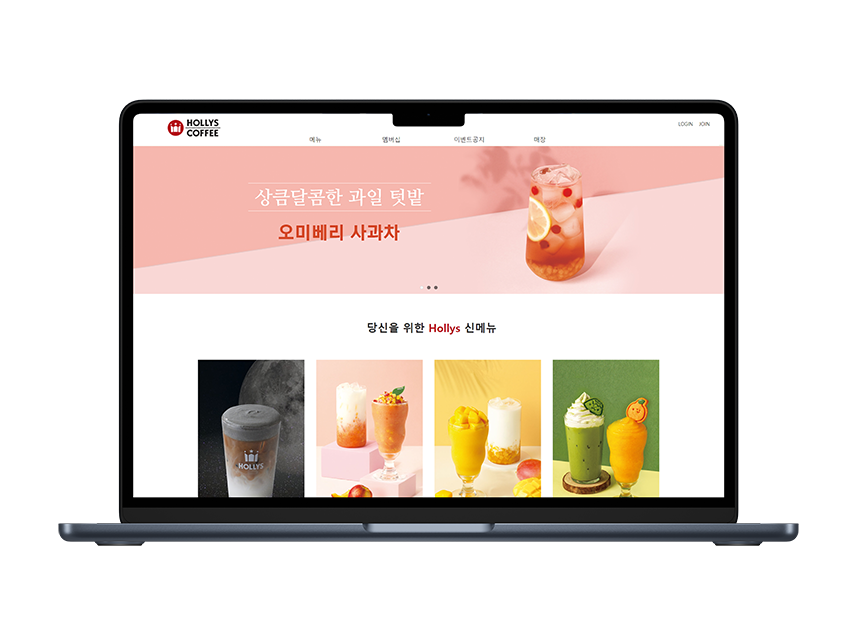 HOLLYS
COFFEE
LOGIN JOIN
메뉴 멤버십 이벤트공지 매장
상큼달콤한 과일 텃밭
오미베리 사과차
당신을 위한 Hollys 신메뉴
HOLLYS